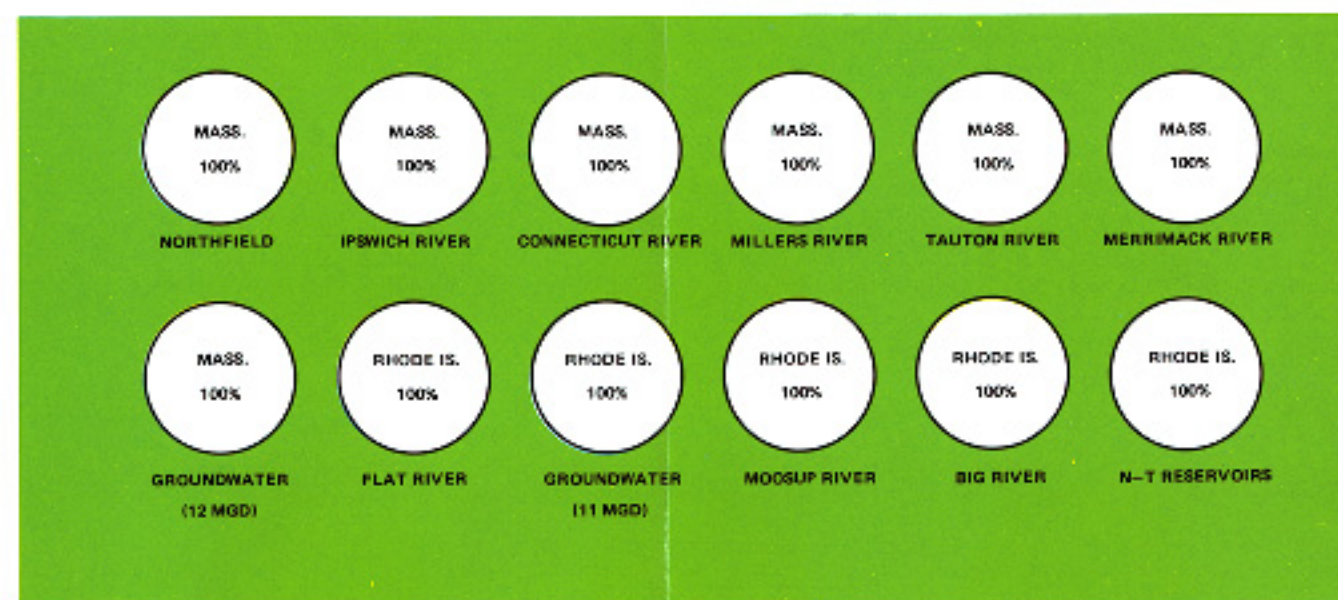 MASS. MASS. MASS. MASS. MASS. MASS.
100% 100% 100% 100% 100% 100%
NORTHFIELD IPSWICH RIVER CONNECTICUT RIVER MILLERS RIVER TAUTON RIVER MERRIMACK RIVER
MASS. RHODE IS. RHODE IS. RHODE IS. RHODE IS. RHODE IS.
100% 100% 100% 100% 100% 100%
GROUNDWATER FLAT RIVER GROUNDWATER MOOSUP RIVER BIG RIVER N–T RESERVOIRS
(12 MGD) (11 MGD)